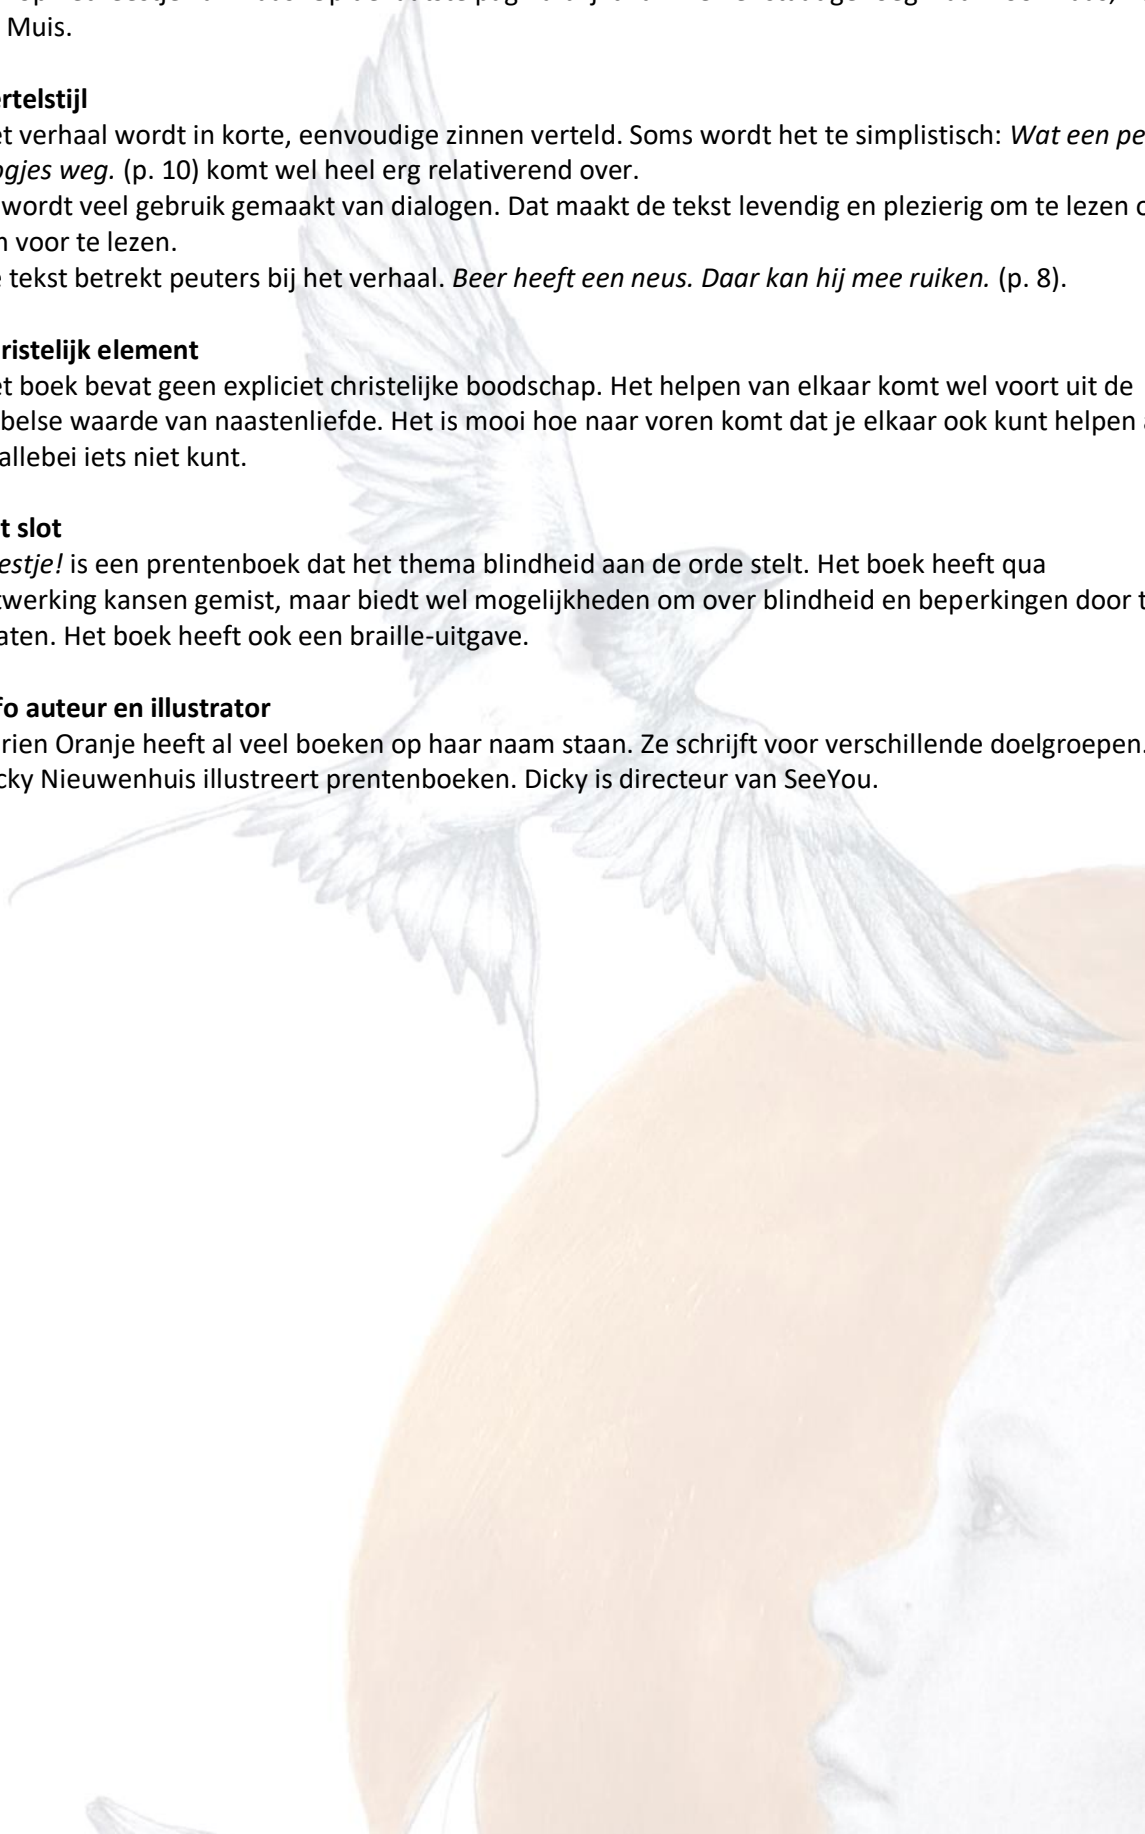 Muis.
ertelstijl
et verhaal wordt in korte, eenvoudige zinnen verteld. Soms wordt het te simplistisch: Wat een pe
ogjes weg. (p. 10) komt wel heel erg relativerend over.
wordt veel gebruik gemaakt van dialogen. Dat maakt de tekst levendig en plezierig om te lezen o
n voor te lezen.
e tekst betrekt peuters bij het verhaal. Beer heeft een neus. Daar kan hij mee ruiken. (p. 8).
ristelijk element
et boek bevat geen expliciet christelijke boodschap. Het helpen van elkaar komt wel voort uit de
belse waarde van naastenliefde. Het is mooi hoe naar voren komt dat je elkaar ook kunt helpen a
allebei iets niet kunt.
t slot
estje! is een prentenboek dat het thema blindheid aan de orde stelt. Het boek heeft qua
twerking kansen gemist, maar biedt wel mogelijkheden om over blindheid en beperkingen door t
aten. Het boek heeft ook een braille-uitgave.
fo auteur en illustrator
rien Oranje heeft al veel boeken op haar naam staan. Ze schrijft voor verschillende doelgroepen.
cky Nieuwenhuis illustreert prentenboeken. Dicky is directeur van SeeYou.